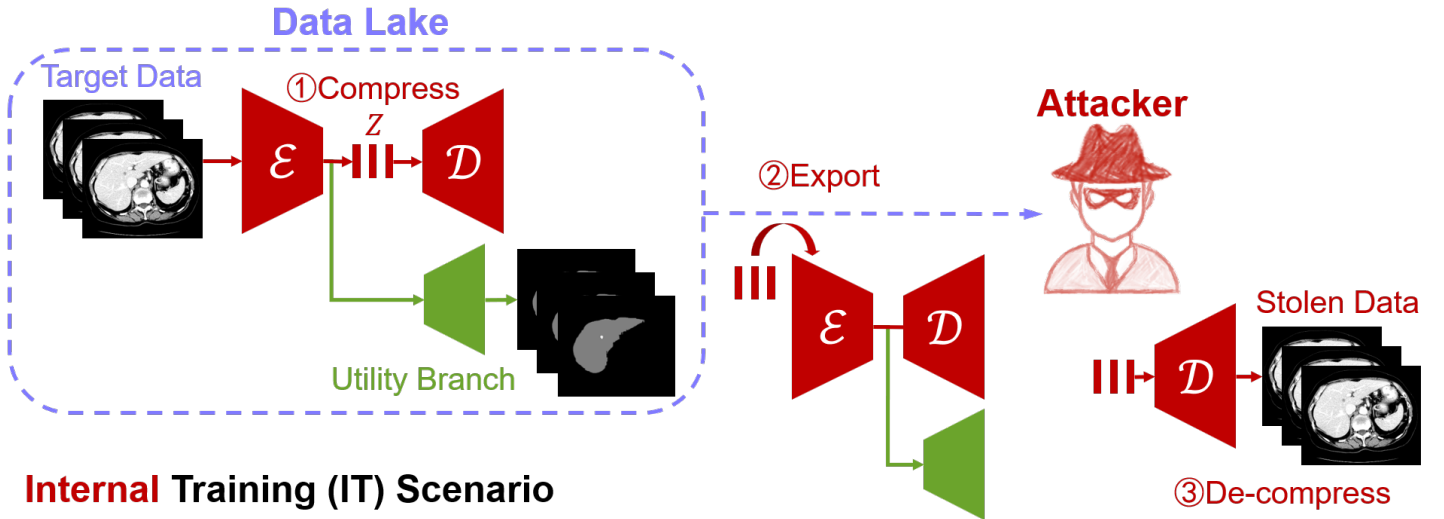 Data Lake
Target Data
①Compress
Z
ℰ
𝒟
Utility Branch
②Export
ℰ
𝒟
Attacker
Stolen Data
𝒟
③De-compress
Internal Training (IT) Scenario